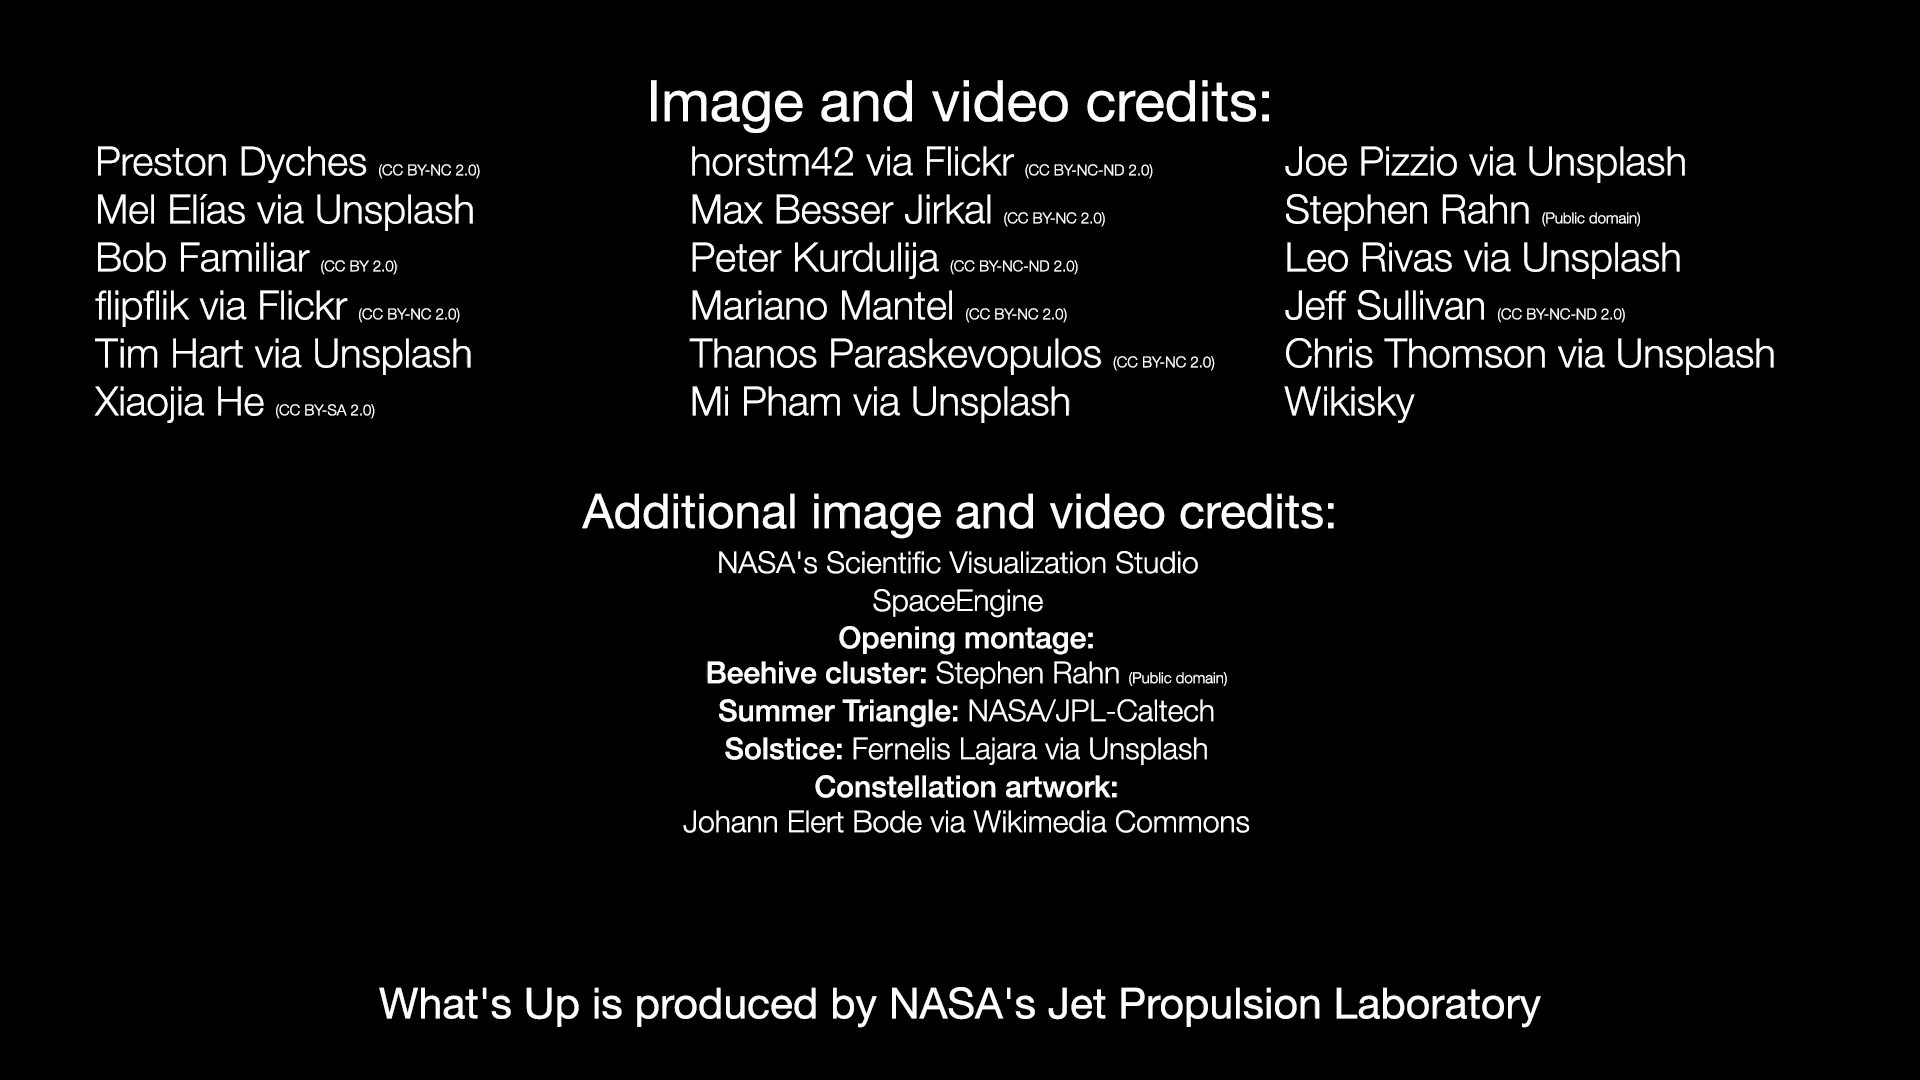 Image and video credits:
Preston Dyches (CC BY-NC 2.0)
Mel Elías via Unsplash
Bob Familiar (CC BY 2.0)
flipflik via Flickr (CC BY-NC 2.0)
Tim Hart via Unsplash
Xiaojia He (CC BY-SA 2.0)
horstm42 via Flickr (CC BY-NC-ND 2.0)
Max Besser Jirkal (CC BY-NC 2.0)
Peter Kurdulija (CC BY-NC-ND 2.0)
Mariano Mantel (CC BY-NC 2.0)
Thanos Paraskevopulos (CC BY-NC 2.0)
Mi Pham via Unsplash
Joe Pizzio via Unsplash
Stephen Rahn (Public domain)
Leo Rivas via Unsplash
Jeff Sullivan (CC BY-NC-ND 2.0)
Chris Thomson via Unsplash
Wikisky
Additional image and video credits:
NASA's Scientific Visualization Studio
SpaceEngine
Opening montage:
Beehive cluster: Stephen Rahn (Public domain)
Summer Triangle: NASA/JPL-Caltech
Solstice: Fernelis Lajara via Unsplash
Constellation artwork:
Johann Elert Bode via Wikimedia Commons
What's Up is produced by NASA's Jet Propulsion Laboratory